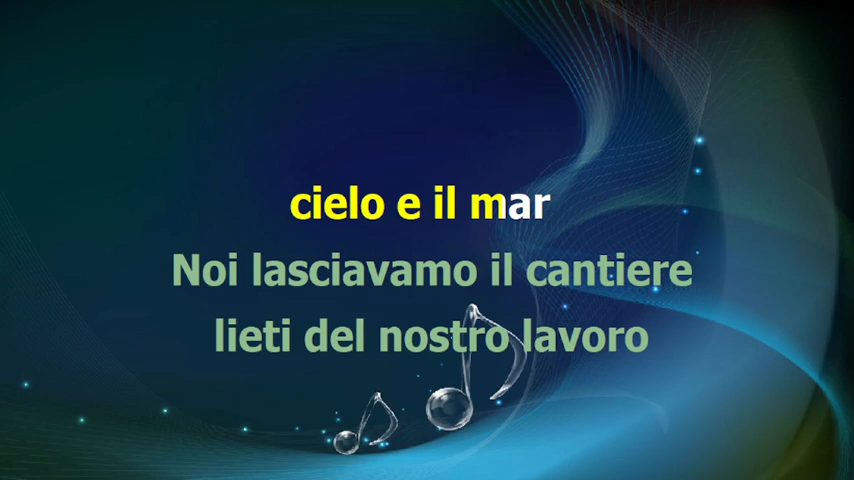 cielo e il mar
Noi lasciavamo il cantiere
lieti del nostro lavoro